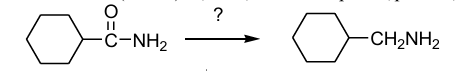 O
?
C-NH₂
CH₂NH₂